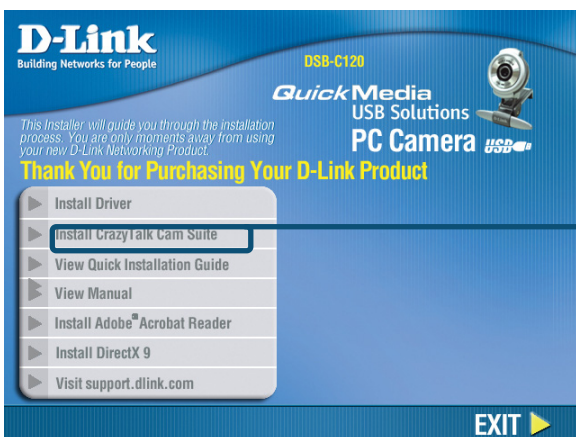 D-Link
Building Networks for People
DSB-C120
QuickMedia
USB Solutions
PC Camera USB
This Installer will guide you through the installation
process. You are only moments away from using
your new D-Link Networking Product.
Thank You for Purchasing Your D-Link Product
Install Driver
Install CrazyTalk Cam Suite
View Quick Installation Guide
View Manual
Install Adobe® Acrobat Reader
Install DirectX 9
Visit support.dlink.com
EXIT